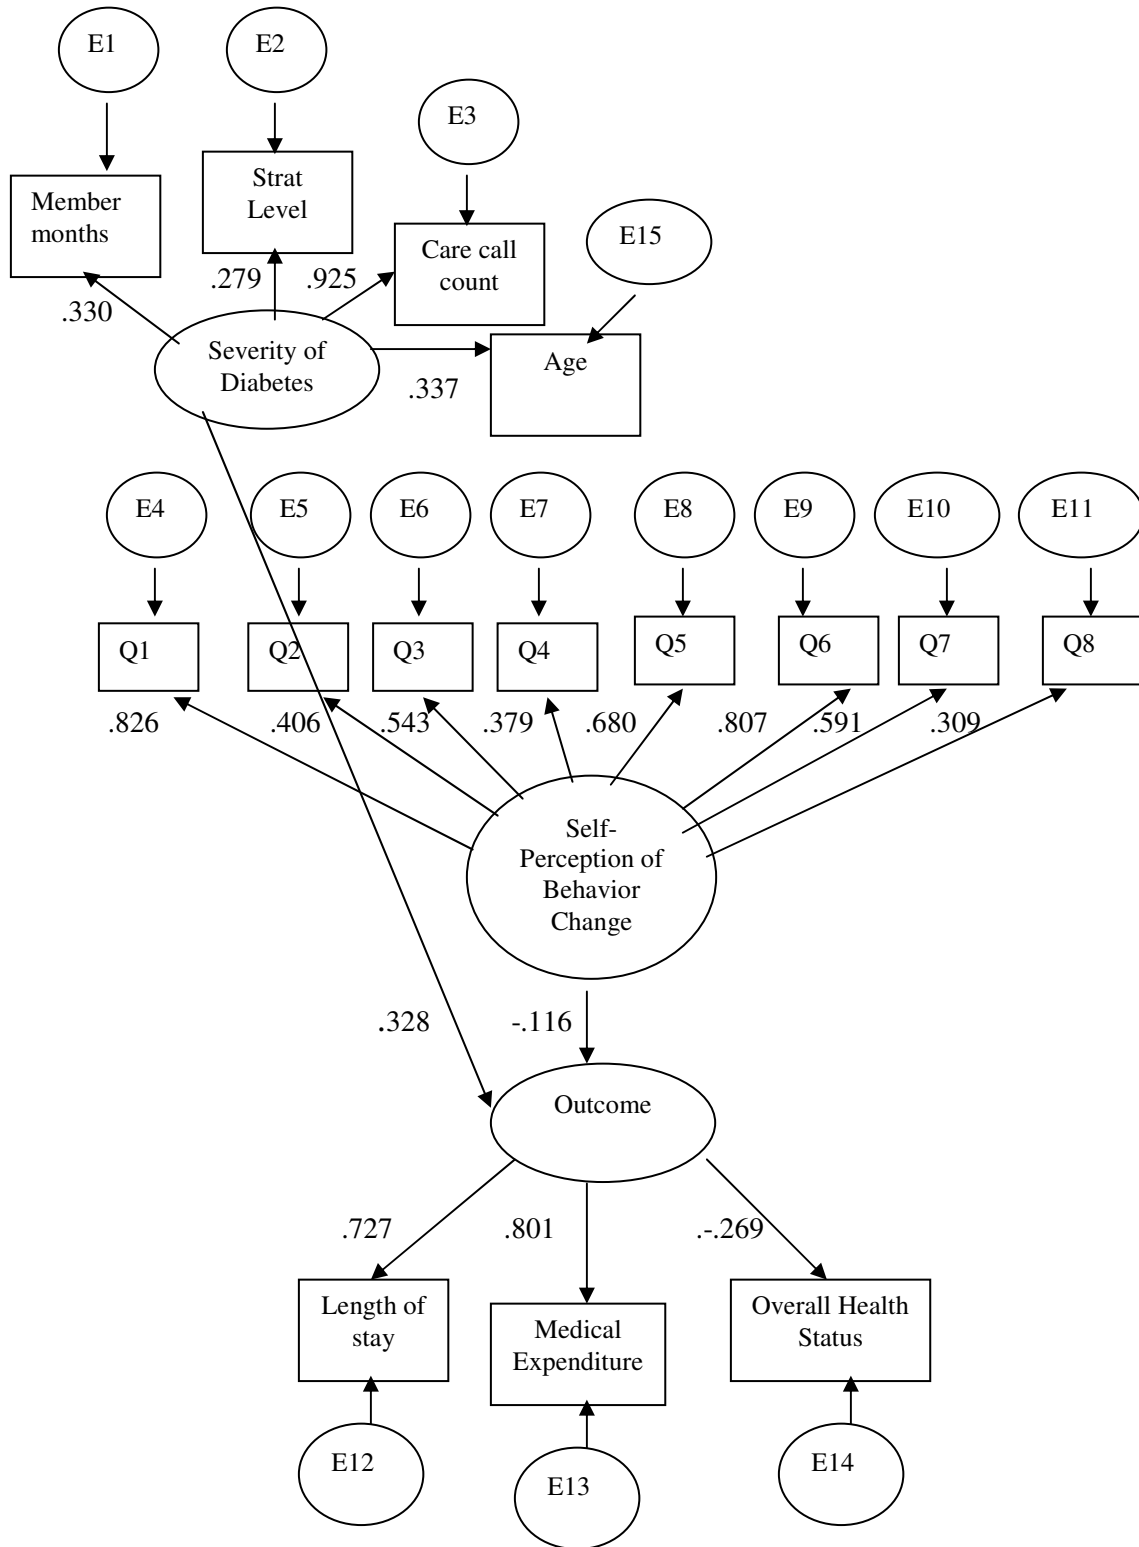 E1
E2
E3
E15
Member
months
Strat
Level
Care call
count
Age
.330
.279
.925
.337
Severity of
Diabetes
E4
E5
E6
E7
E8
E9
E10
E11
Q1
Q2
Q3
Q4
Q5
Q6
Q7
Q8
.826
.406
.543
.379
.680
.807
.591
.309
Self-
Perception of
Behavior
Change
.328
-.116
Outcome
.727
.801
.-.269
Length of
stay
Medical
Expenditure
Overall Health
Status
E12
E13
E14